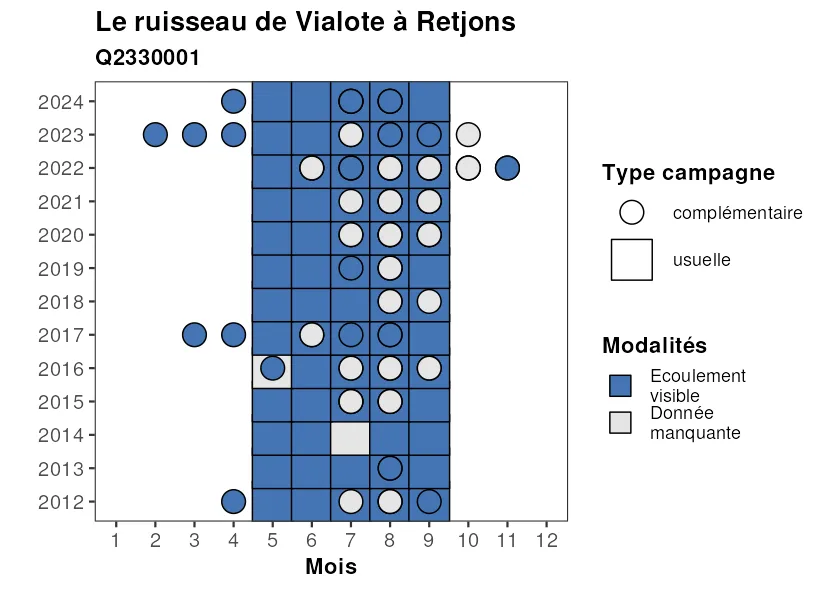 Le ruisseau de Vialote à Retjons
Q2330001
2024
2023
2022
2021
2020
2019
2018
2017
2016
2015
2014
2013
2012
1 2 3 4 5 6 7 8 9 10 11 12
Mois
Type campagne
complémentaire
usuelle
Modalités
Ecoulement
visible
Donnée
manquante